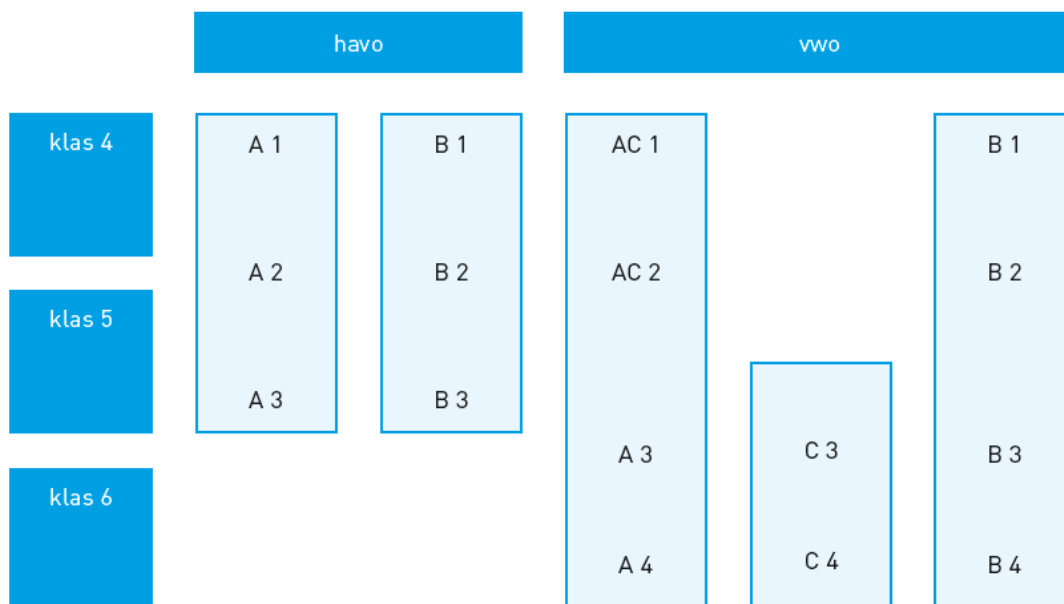 havo vwo
klas 4 A 1 B 1 AC 1 B 1
A 2 B 2 AC 2 B 2
klas 5
A 3 B 3
A 3 C 3 B 3
klas 6
A 4 C 4 B 4